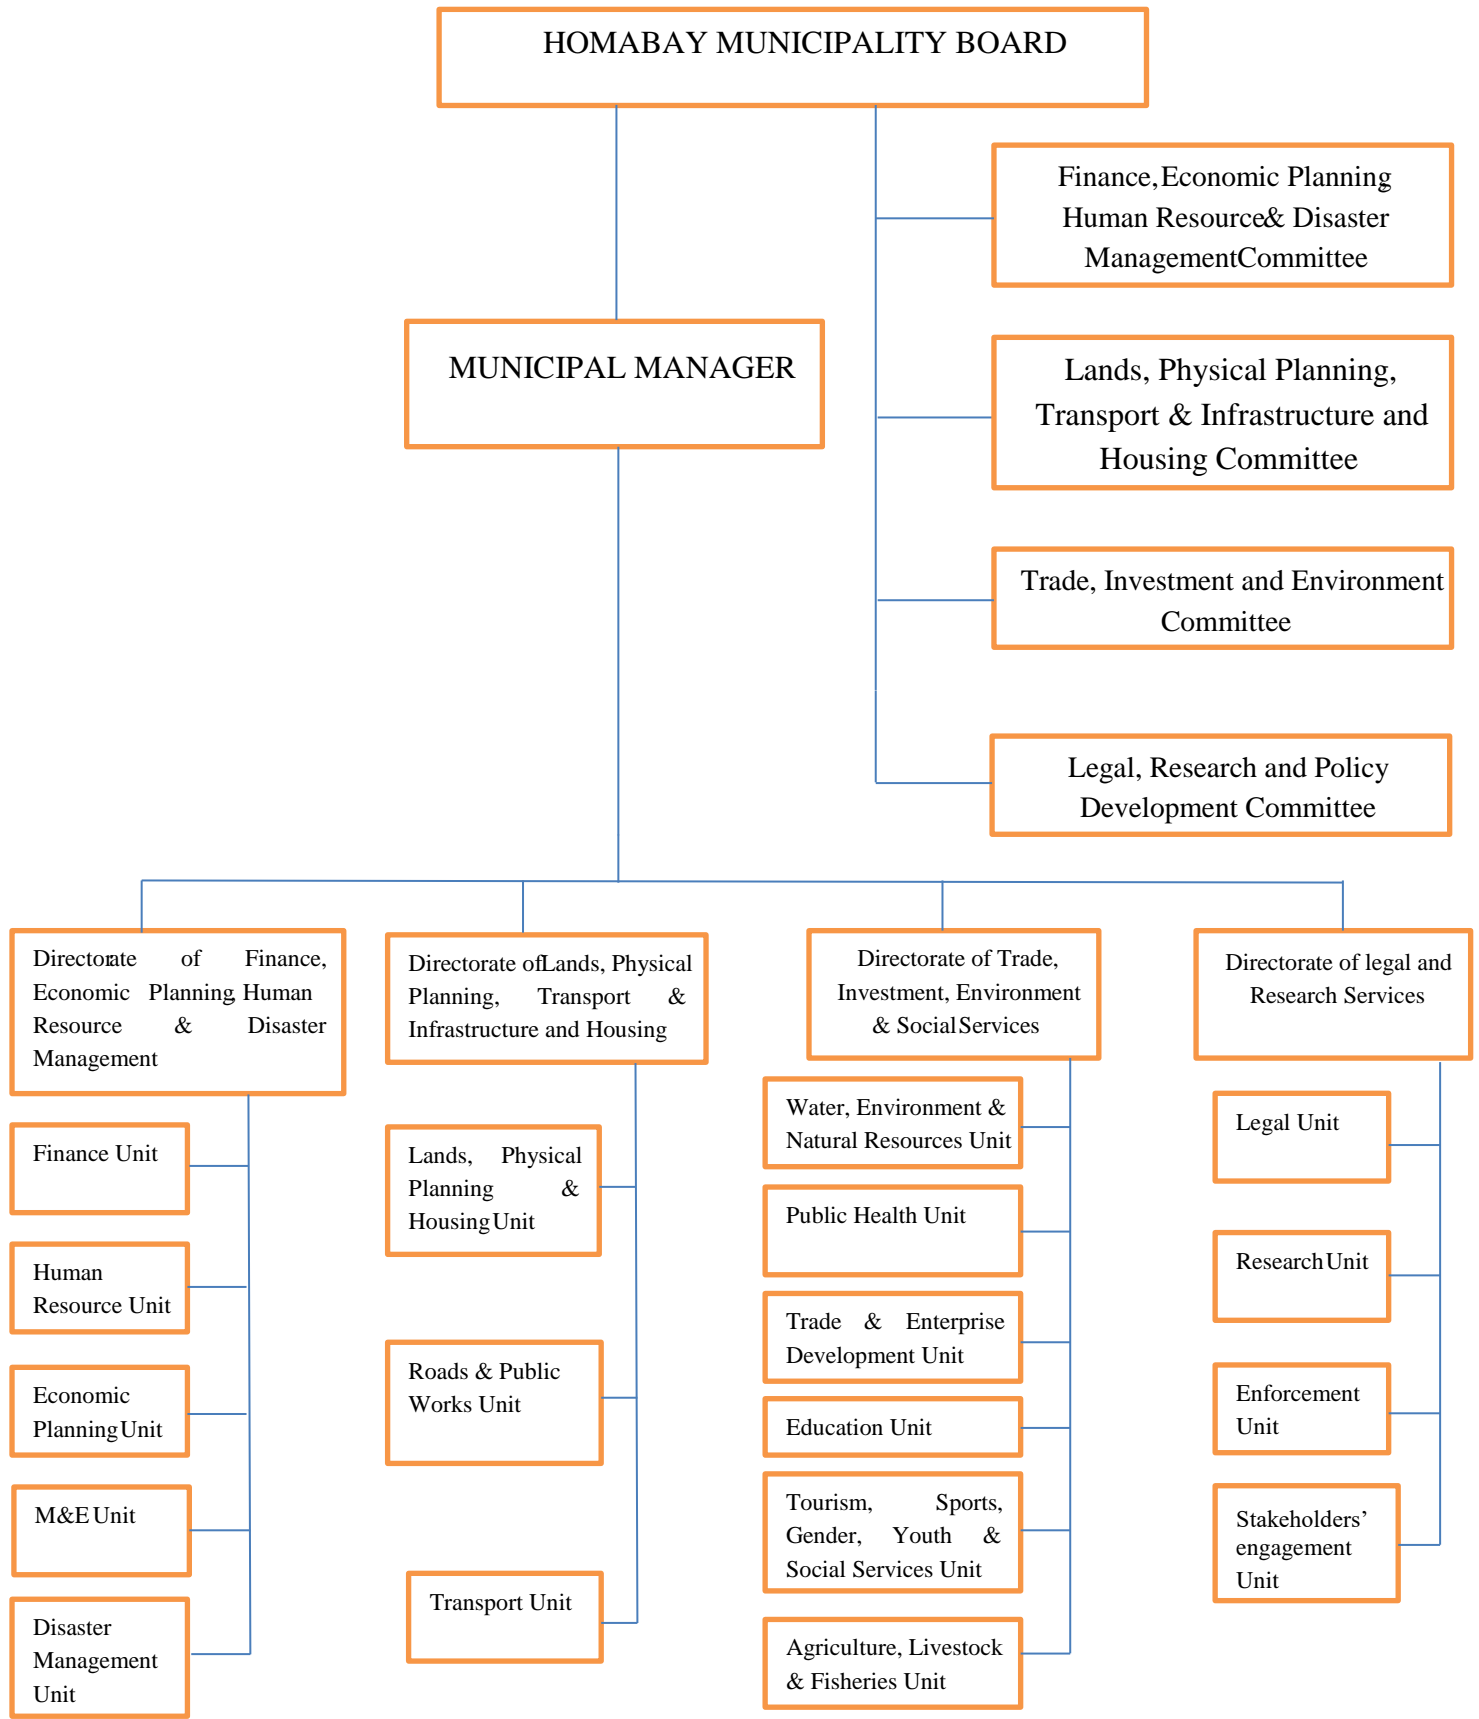 HOMABAY MUNICIPALITY BOARD
Finance, Economic Planning,
Human Resource& Disaster
ManagementCommittee
MUNICIPAL MANAGER
Lands, Physical Planning,
Transport & Infrastructure and
Housing Committee
Trade, Investment and Environment
Committee
Legal, Research and Policy
Development Committee
Directorate of Finance,
Economic Planning, Human
Resource & Disaster
Management
Finance Unit
Human
Resource Unit
Economic
Planning Unit
M&E Unit
Disaster
Management
Unit
Directorate of Lands, Physical
Planning, Transport &
Infrastructure and Housing
Lands, Physical
Planning &
Housing Unit
Roads & Public
Works Unit
Transport Unit
Directorate of Trade,
Investment, Environment
& Social Services
Water, Environment &
Natural Resources Unit
Public Health Unit
Trade & Enterprise
Development Unit
Education Unit
Tourism, Sports,
Gender, Youth &
Social Services Unit
Agriculture, Livestock
& Fisheries Unit
Directorate of legal and
Research Services
Legal Unit
Research Unit
Enforcement
Unit
Stakeholders’
engagement
Unit